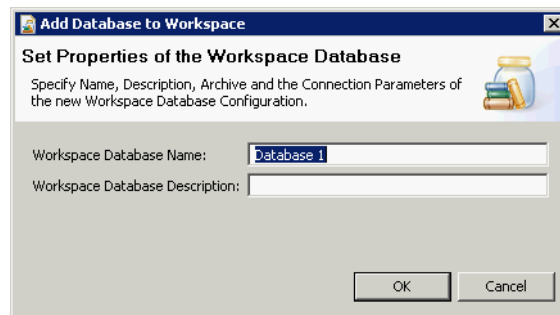 Add Database to Workspace
Set Properties of the Workspace Database
Specify Name, Description, Archive and the Connection Parameters of
the new Workspace Database Configuration.
Workspace Database Name: Database 1
Workspace Database Description:
OK Cancel